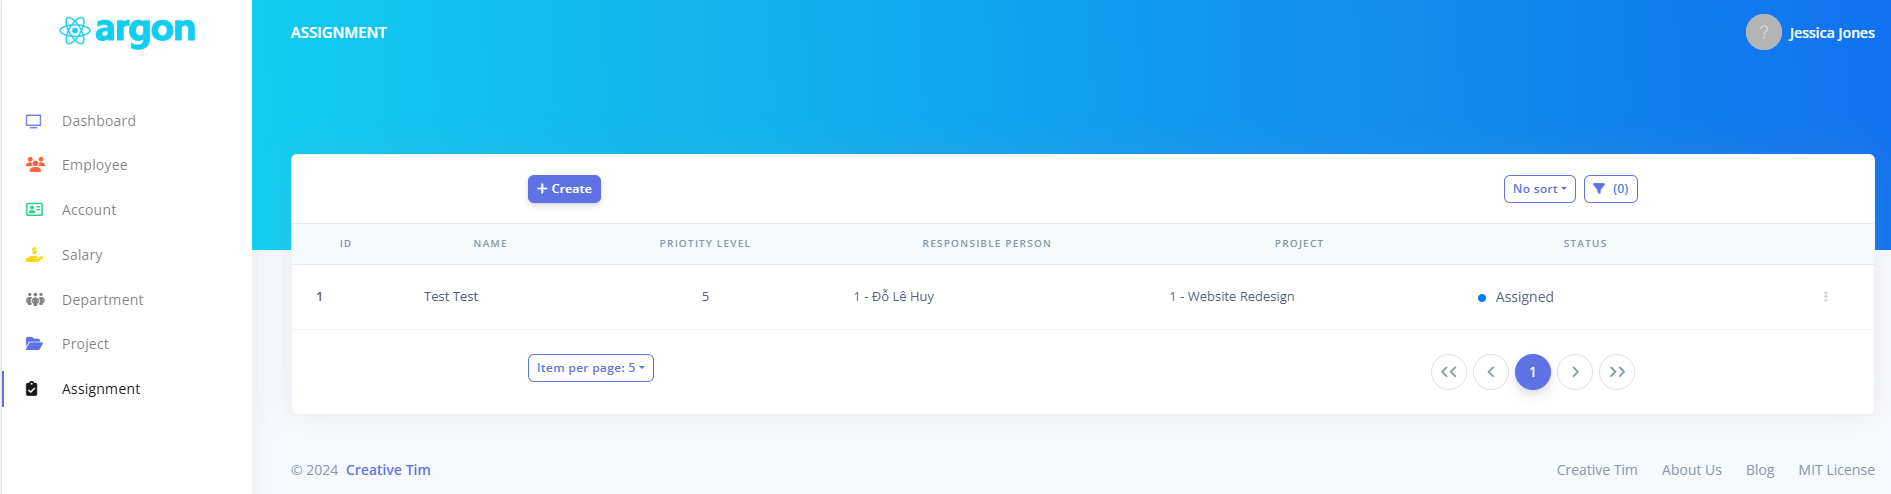 argon
ASSIGNMENT
Jessica Jones
Dashboard
Employee
Account
Salary
Department
Project
Assignment
Create
No sort
(0)
ID NAME PRIOTITY LEVEL RESPONSIBLE PERSON PROJECT STATUS
1 Test Test 5 1 - Đỗ Lê Huy 1 - Website Redesign Assigned
Item per page: 5
1
© 2024 Creative Tim
Creative Tim About Us Blog MIT License